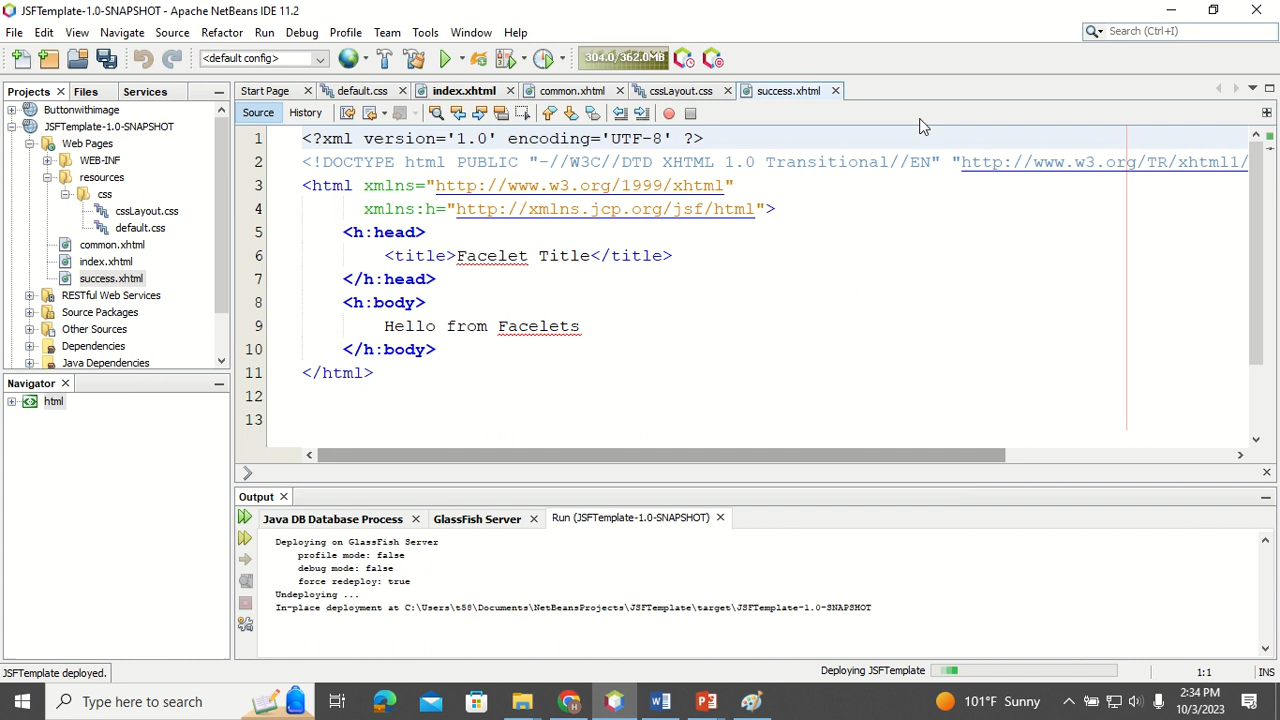 JSFTemplate-1.0-SNAPSHOT - Apache NetBeans IDE 11.2
File Edit View Navigate Source Refactor Run Debug Profile Team Tools Window Help
Search (Ctrl+I)
<default config>
304.0/362.0MB
Projects Files Services
Start Page default.css index.xhtml common.xhtml cssLayout.css success.xhtml
Buttonwithimage
JSFTemplate-1.0-SNAPSHOT
Web Pages
WEB-INF
resources
css
cssLayout.css
default.css
common.xhtml
index.xhtml
success.xhtml
RESTful Web Services
Source Packages
Other Sources
Dependencies
Java Dependencies
Source History
1 <?xml version='1.0' encoding='UTF-8' ?>
2 <!DOCTYPE html PUBLIC "-//W3C//DTD XHTML 1.0 Transitional//EN" "http://www.w3.org/TR/xhtml1/
3 <html xmlns="http://www.w3.org/1999/xhtml"
4 xmlns:h="http://xmlns.jcp.org/jsf/html">
5 <h:head>
6 <title>Facelet Title</title>
7 </h:head>
8 <h:body>
9 Hello from Facelets
10 </h:body>
11 </html>
12
13
Navigator
html
Output
Java DB Database Process GlassFish Server Run (JSFTemplate-1.0-SNAPSHOT)
Deploying on GlassFish Server
profile mode: false
debug mode: false
force redeploy: true
Undeploying ...
In-place deployment at C:\Users\tSS\Documents\NetBeansProjects\JSFTemplate\target\JSFTemplate-1.0-SNAPSHOT
JSFTemplate deployed.
Deploying JSFTemplate
1:1 INS
Type here to search
101°F Sunny
2:34 PM
10/3/2023